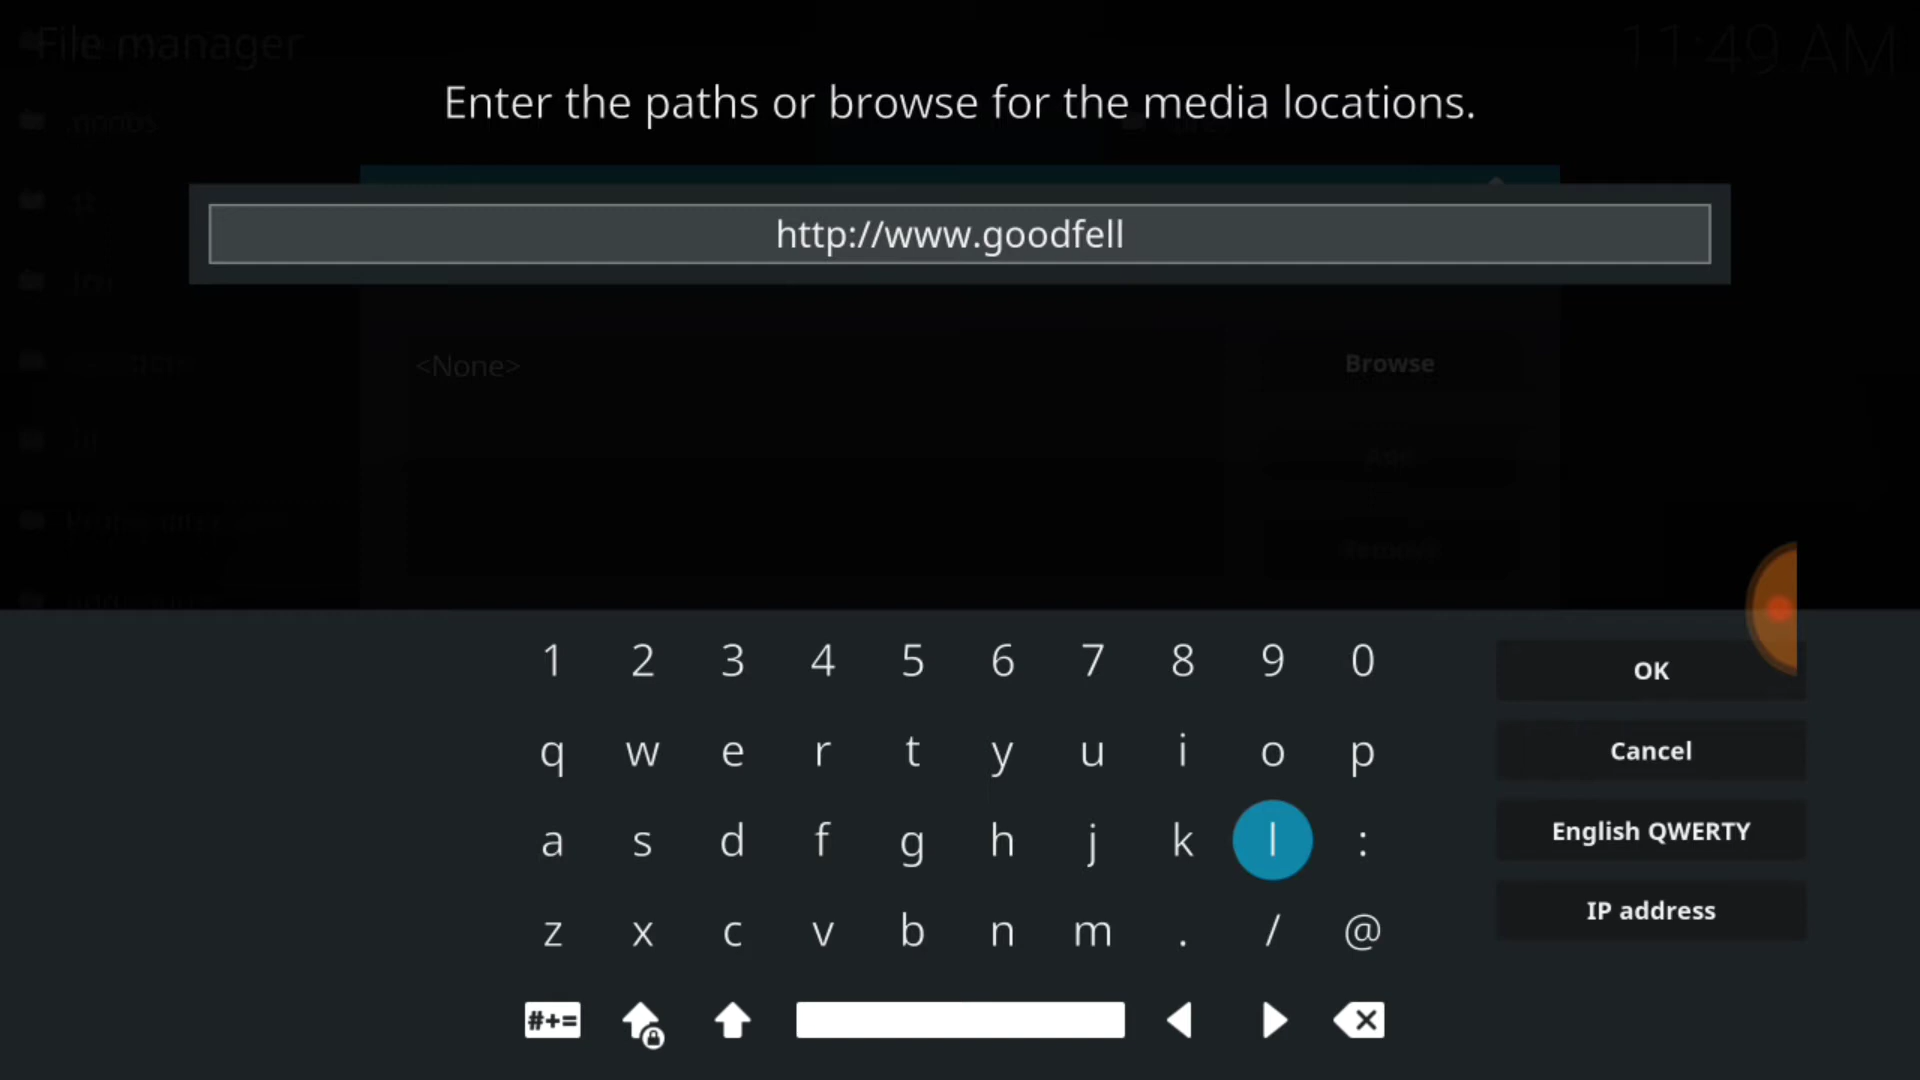 File manager
11:49 AM
Enter the paths or browse for the media locations.
http://www.goodfell
<None>
Browse
1 2 3 4 5 6 7 8 9 0
OK
q w e r t y u i o p
Cancel
a s d f g h j k l :
English QWERTY
z x c v b n m . / @
IP address
#+=